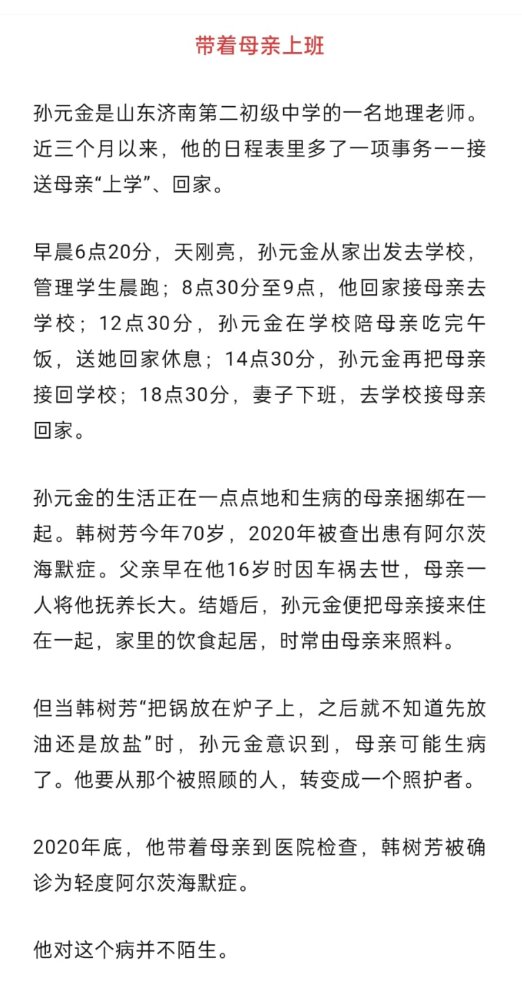 带着母亲上班
孙元金是山东济南第二初级中学的一名地理老师。
近三个月以来，他的日程表里多了一项事务——接
送母亲“上学”、回家。
早晨6点20分，天刚亮，孙元金从家出发去学校，
管理学生晨跑；8点30分至9点，他回家接母亲去
学校；12点30分，孙元金在学校陪母亲吃完午
饭，送她回家休息；14点30分，孙元金再把母亲
接回学校；18点30分，妻子下班，去学校接母亲
回家。
孙元金的生活正在一点点地和生病的母亲捆绑在一
起。韩树芳今年70岁，2020年被查出患有阿尔茨
海默症。父亲早在他16岁时因车祸去世，母亲一
人将他抚养长大。结婚后，孙元金便把母亲接来住
在一起，家里的饮食起居，时常由母亲来照料。
但当韩树芳“把锅放在炉子上，之后就不知道先放
油还是放盐”时，孙元金意识到，母亲可能生病
了。他要从那个被照顾的人，转变成一个照护者。
2020年底，他带着母亲到医院检查，韩树芳被确
诊为轻度阿尔茨海默症。
他对这个病并不陌生。